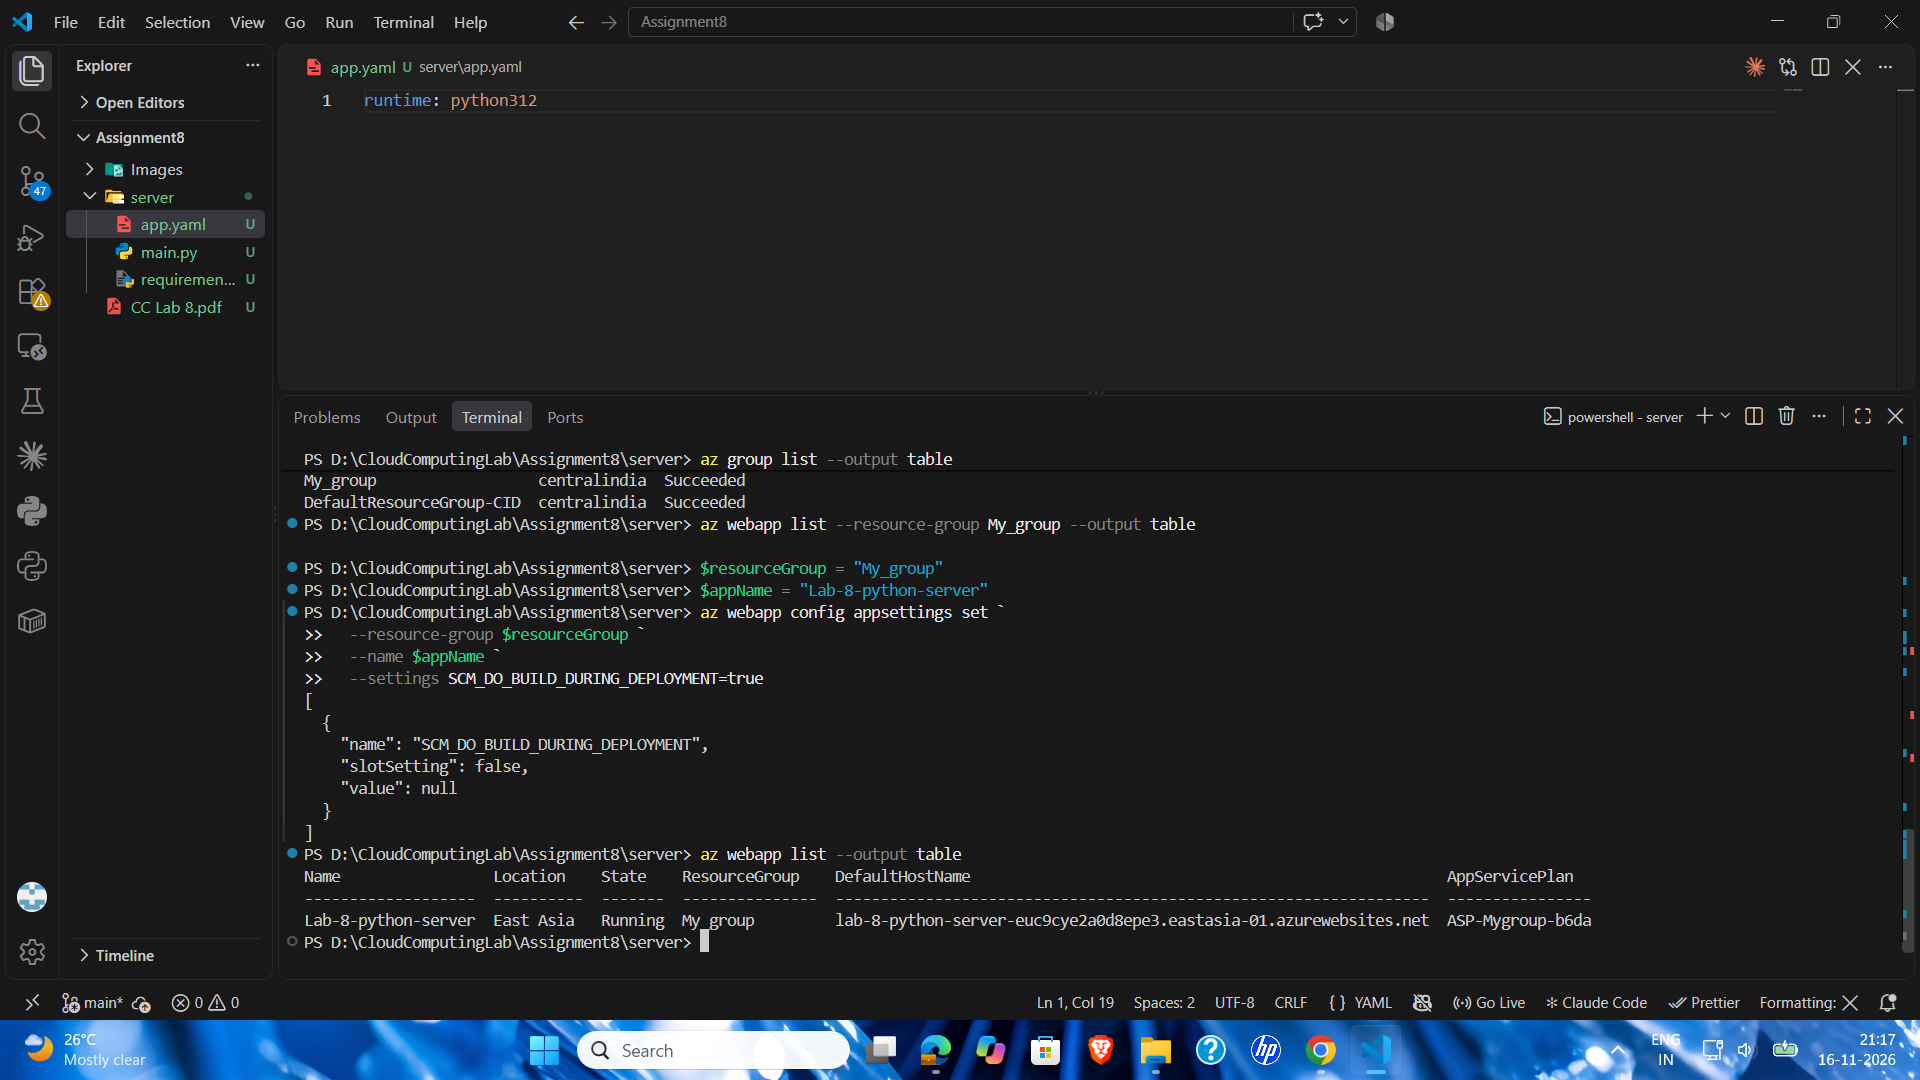 File Edit Selection View Go Run Terminal Help
Assignment8
Explorer
Open Editors
Assignment8
Images
server
app.yaml U
main.py U
requiremen... U
CC Lab 8.pdf U
Timeline
47
app.yaml U server\app.yaml
1 runtime: python312
Problems Output Terminal Ports
powershell - server
PS D:\CloudComputingLab\Assignment8\server> az group list --output table
My_group centralindia Succeeded
DefaultResourceGroup-CID centralindia Succeeded
PS D:\CloudComputingLab\Assignment8\server> az webapp list --resource-group My_group --output table
PS D:\CloudComputingLab\Assignment8\server> $resourceGroup = "My_group"
PS D:\CloudComputingLab\Assignment8\server> $appName = "Lab-8-python-server"
PS D:\CloudComputingLab\Assignment8\server> az webapp config appsettings set `
>> --resource-group $resourceGroup `
>> --name $appName `
>> --settings SCM_DO_BUILD_DURING_DEPLOYMENT=true
[
{
"name": "SCM_DO_BUILD_DURING_DEPLOYMENT",
"slotSetting": false,
"value": null
}
]
PS D:\CloudComputingLab\Assignment8\server> az webapp list --output table
Name Location State ResourceGroup DefaultHostName AppServicePlan
------------------- ---------- ------- --------------- ------------------------------------------------------------------ ----------------
Lab-8-python-server East Asia Running My_group lab-8-python-server-euc9cye2a0d8epe3.eastasia-01.azurewebsites.net ASP-Mygroup-b6da
PS D:\CloudComputingLab\Assignment8\server>
main* 0 0 Ln 1, Col 19 Spaces: 2 UTF-8 CRLF { } YAML Go Live Claude Code Prettier Formatting:
26°C
Mostly clear
Search
hp
ENG
IN
21:17
16-11-2026